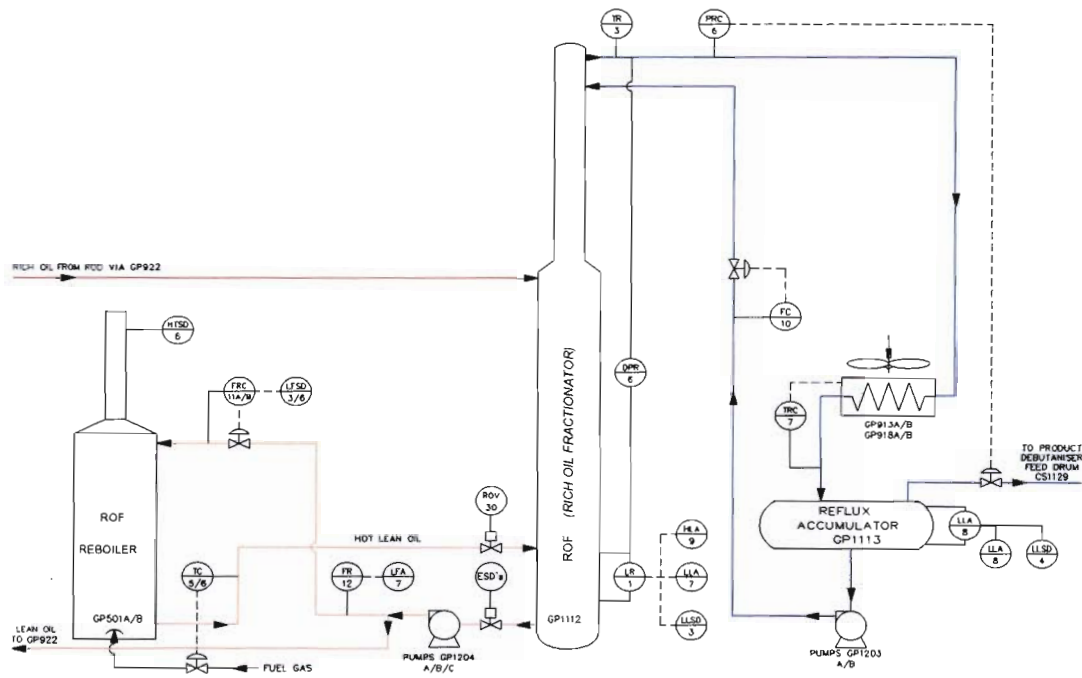 TR
3
PRC
6
RICH OIL FROM ROD VIA GP922
HTSD
6
FRC
11A/B
LFSD
3/6
ROF
REBOILER
GP501A/B
TC
5/6
HOT LEAN OIL
FR
12
LFA
7
ROV
30
ESD's
LEAN OIL
TO GP922
FUEL GAS
PUMPS GP1204
A/B/C
ROF (RICH OIL FRACTIONATOR)
GP1112
DPR
6
LR
1
HLA
9
LLA
7
LLSD
3
FC
10
TRC
7
GP913A/B
GP918A/B
REFLUX
ACCUMULATOR
GP1113
LLA
8
LLA
8
LLSD
4
TO PRODUCT
DEBUTANISER
FEED DRUM
CS1129
PUMPS GP1203
A/B